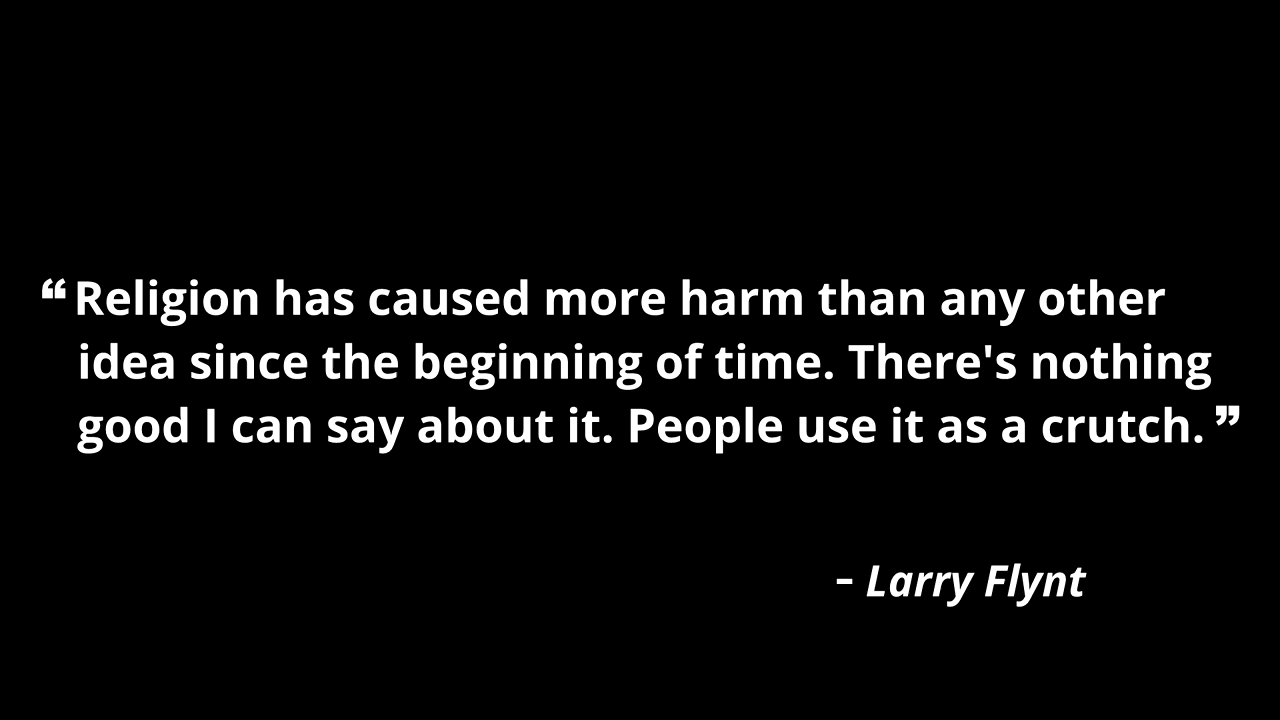 ❝ Religion has caused more harm than any other
idea since the beginning of time. There's nothing
good I can say about it. People use it as a crutch. ❞
- Larry Flynt